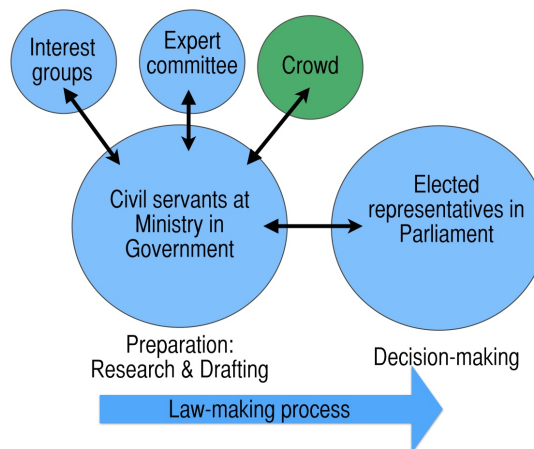 Interest
groups
Expert
committee
Crowd
Civil servants at
Ministry in
Government
Elected
representatives in
Parliament
Preparation:
Research & Drafting
Decision-making
Law-making process